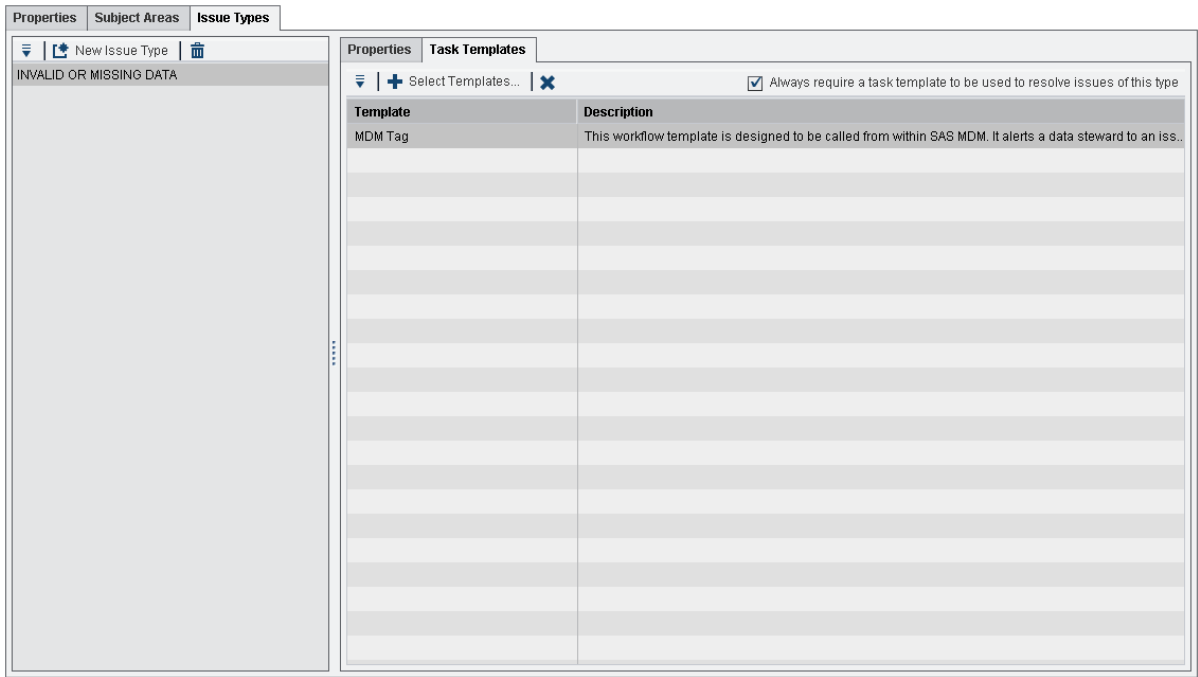 Properties Subject Areas Issue Types
New Issue Type
INVALID OR MISSING DATA
Properties Task Templates
Select Templates... Always require a task template to be used to resolve issues of this type
Template Description
MDM Tag This workflow template is designed to be called from within SAS MDM. It alerts a data steward to an iss..